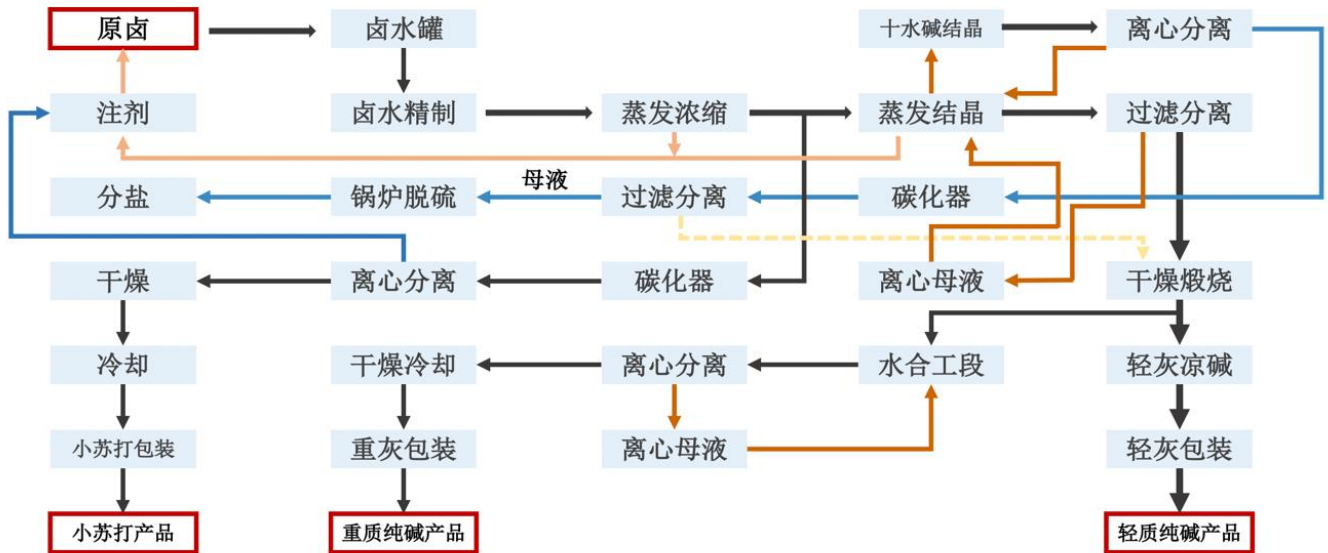 原卤
卤水罐
十水碱结晶
离心分离
注剂
卤水精制
蒸发浓缩
蒸发结晶
过滤分离
母液
分盐
锅炉脱硫
过滤分离
碳化器
干燥
离心分离
碳化器
离心母液
干燥煅烧
冷却
干燥冷却
离心分离
水合工段
轻灰凉碱
小苏打包装
重灰包装
离心母液
轻灰包装
小苏打产品
重质纯碱产品
轻质纯碱产品